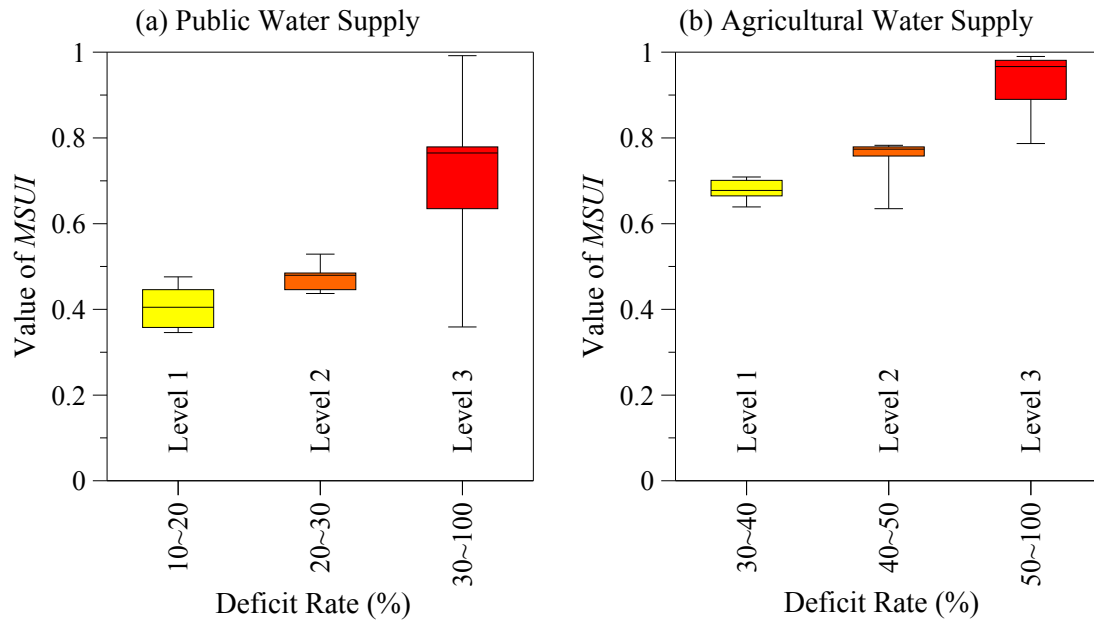 (a) Public Water Supply
Value of MSUI
1
0.8
0.6
0.4
0.2
0
Level 1
Level 2
Level 3
10~20
20~30
30~100
Deficit Rate (%)
(b) Agricultural Water Supply
Value of MSUI
1
0.8
0.6
0.4
0.2
0
Level 1
Level 2
Level 3
30~40
40~50
50~100
Deficit Rate (%)